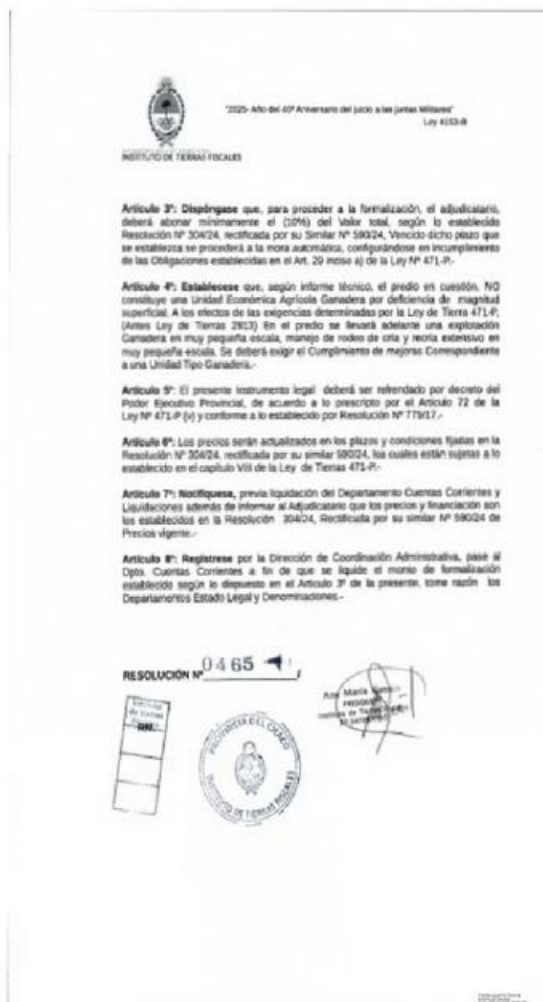 "2025- Año del 40º Aniversario del juicio a las juntas Militares"
Ley 4153-B
INSTITUTO DE TIERRAS FISCALES
Artículo 3º: Dispóngase que, para proceder a la formalización, el adjudicatario,
deberá abonar mínimamente el (10%) del Valor total, según lo establecido
Resolución Nº 304/24, rectificada por su Similar Nº 590/24, Vencido dicho plazo que
se establezca se procederá a la mora automática, configurándose en incumplimiento
de las Obligaciones establecidas en el Art. 29 inciso a) de la Ley Nº 471-P.-
Artículo 4º: Establecese que, según informe técnico, el predio en cuestión, NO
constituye una Unidad Económica Agrícola Ganadera por deficiencia de magnitud
superficial. A los efectos de las exigencias determinadas por la Ley de Tierra 471-P,
(Antes Ley de Tierras 2913) En el predio se llevará adelante una explotación
Ganadera en muy pequeña escala, manejo de rodeo de cría y recría extensivo en
muy pequeña escala. Se deberá exigir el Cumplimiento de mejoras Correspondiente
a una Unidad Tipo Ganadera.-
Artículo 5º: El presente instrumento legal deberá ser refrendado por decreto del
Poder Ejecutivo Provincial, de acuerdo a lo prescripto por el Artículo 72 de la
Ley Nº 471-P (v) y conforme a lo establecido por Resolución Nº 779/17.-
Artículo 6º: Los precios serán actualizados en los plazos y condiciones fijadas en la
Resolución Nº 304/24, rectificada por su similar 590/24, los cuales están sujetas a lo
establecido en el capítulo VIII de la Ley de Tierras 471-P.-
Artículo 7º: Notifíquese, previa liquidación del Departamento Cuentas Corrientes y
Liquidaciones además de informar al Adjudicatario que los precios y financiación son
los establecidos en la Resolución 304/24, Rectificada por su similar Nº 590/24 de
Precios vigente.-
Artículo 8º: Regístrese por la Dirección de Coordinación Administrativa, pase al
Dpto. Cuentas Corrientes a fin de que se liquide el monto de formalización
establecido según lo dispuesto en el Artículo 3º de la presente, tome razón los
Departamentos Estado Legal y Denominaciones.-
RESOLUCIÓN Nº 0465 /
Ana María
PRESIDENTE
Instituto de Tierras
Instituto
de Tierras
Fiscales
PROVINCIA DEL CHACO
INSTITUTO DE TIERRAS FISCALES